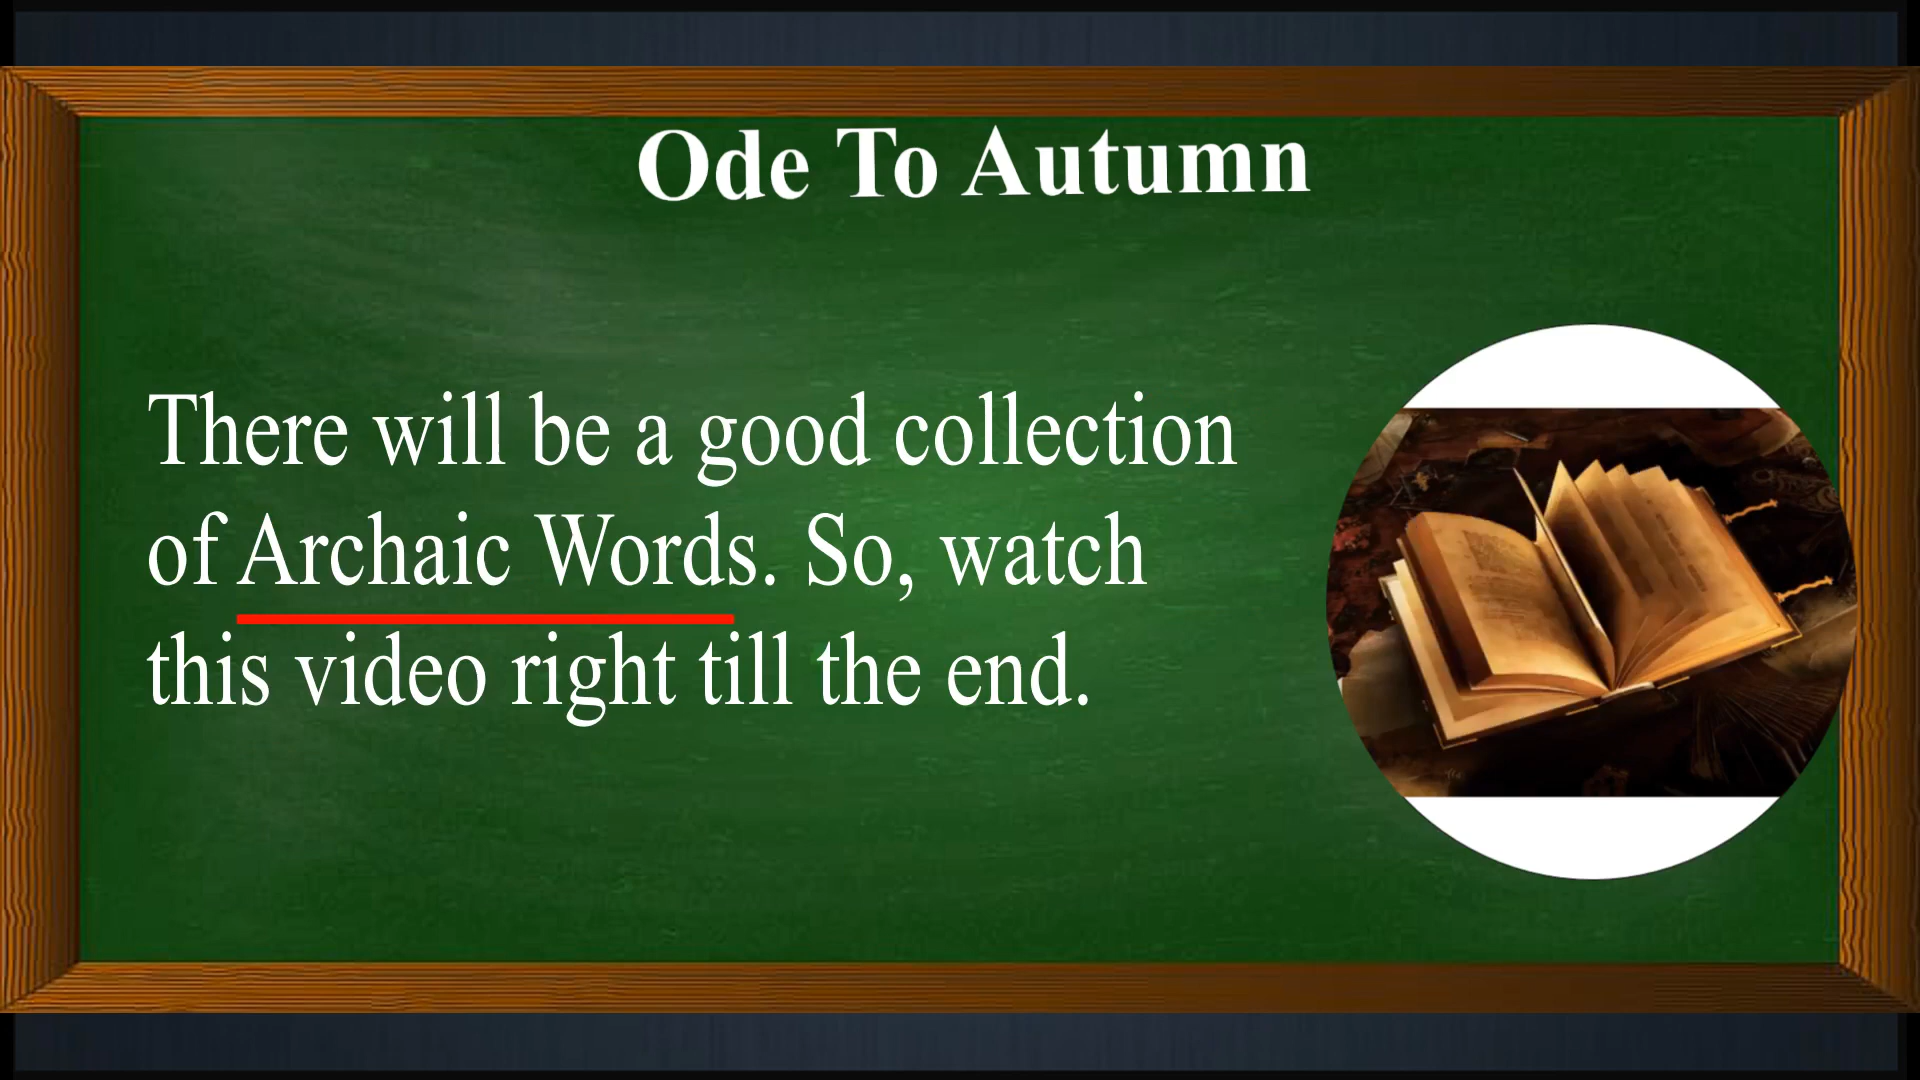 Ode To Autumn
There will be a good collection
of Archaic Words. So, watch
this video right till the end.